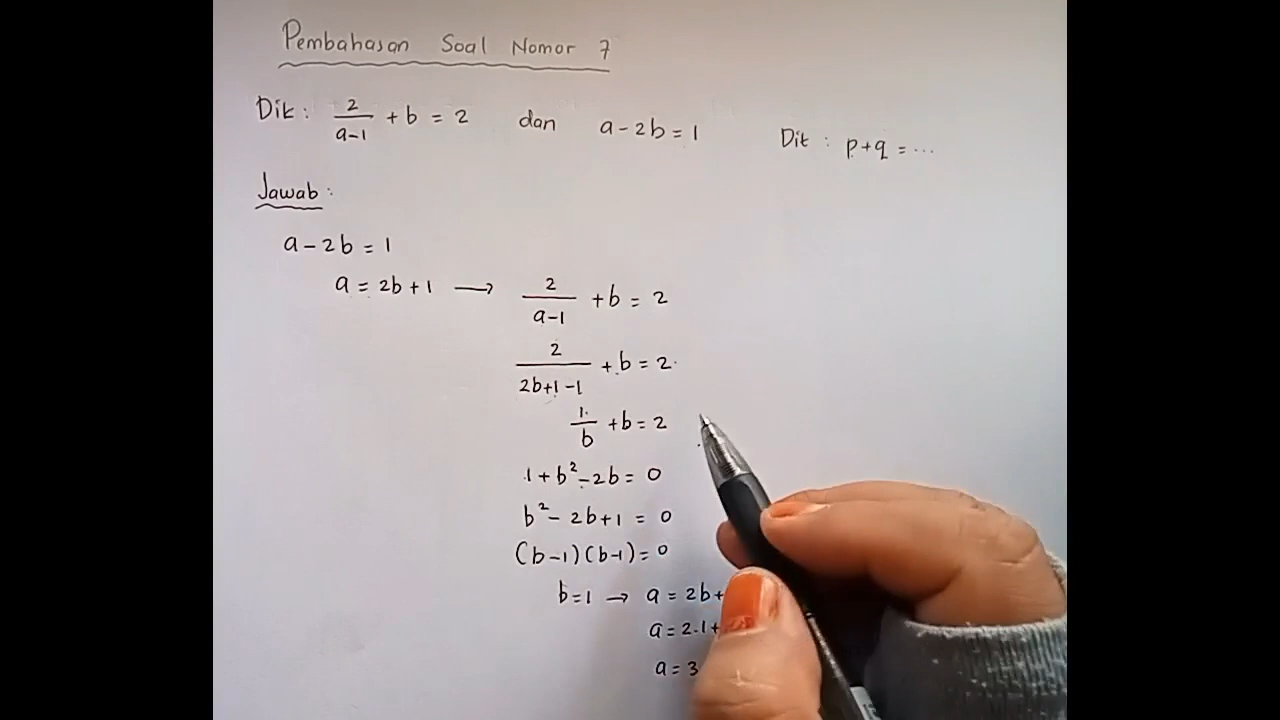 Pembahasan Soal Nomor 7
Dik : 2/(a-1) + b = 2 dan a - 2b = 1 Dit : p+q = ...
Jawab :
a - 2b = 1
a = 2b + 1 → 2/(a-1) + b = 2
2/(2b+1-1) + b = 2
1/b + b = 2
1 + b² - 2b = 0
b² - 2b + 1 = 0
(b-1)(b-1) = 0
b = 1 → a = 2b+
a = 2.1+
a = 3